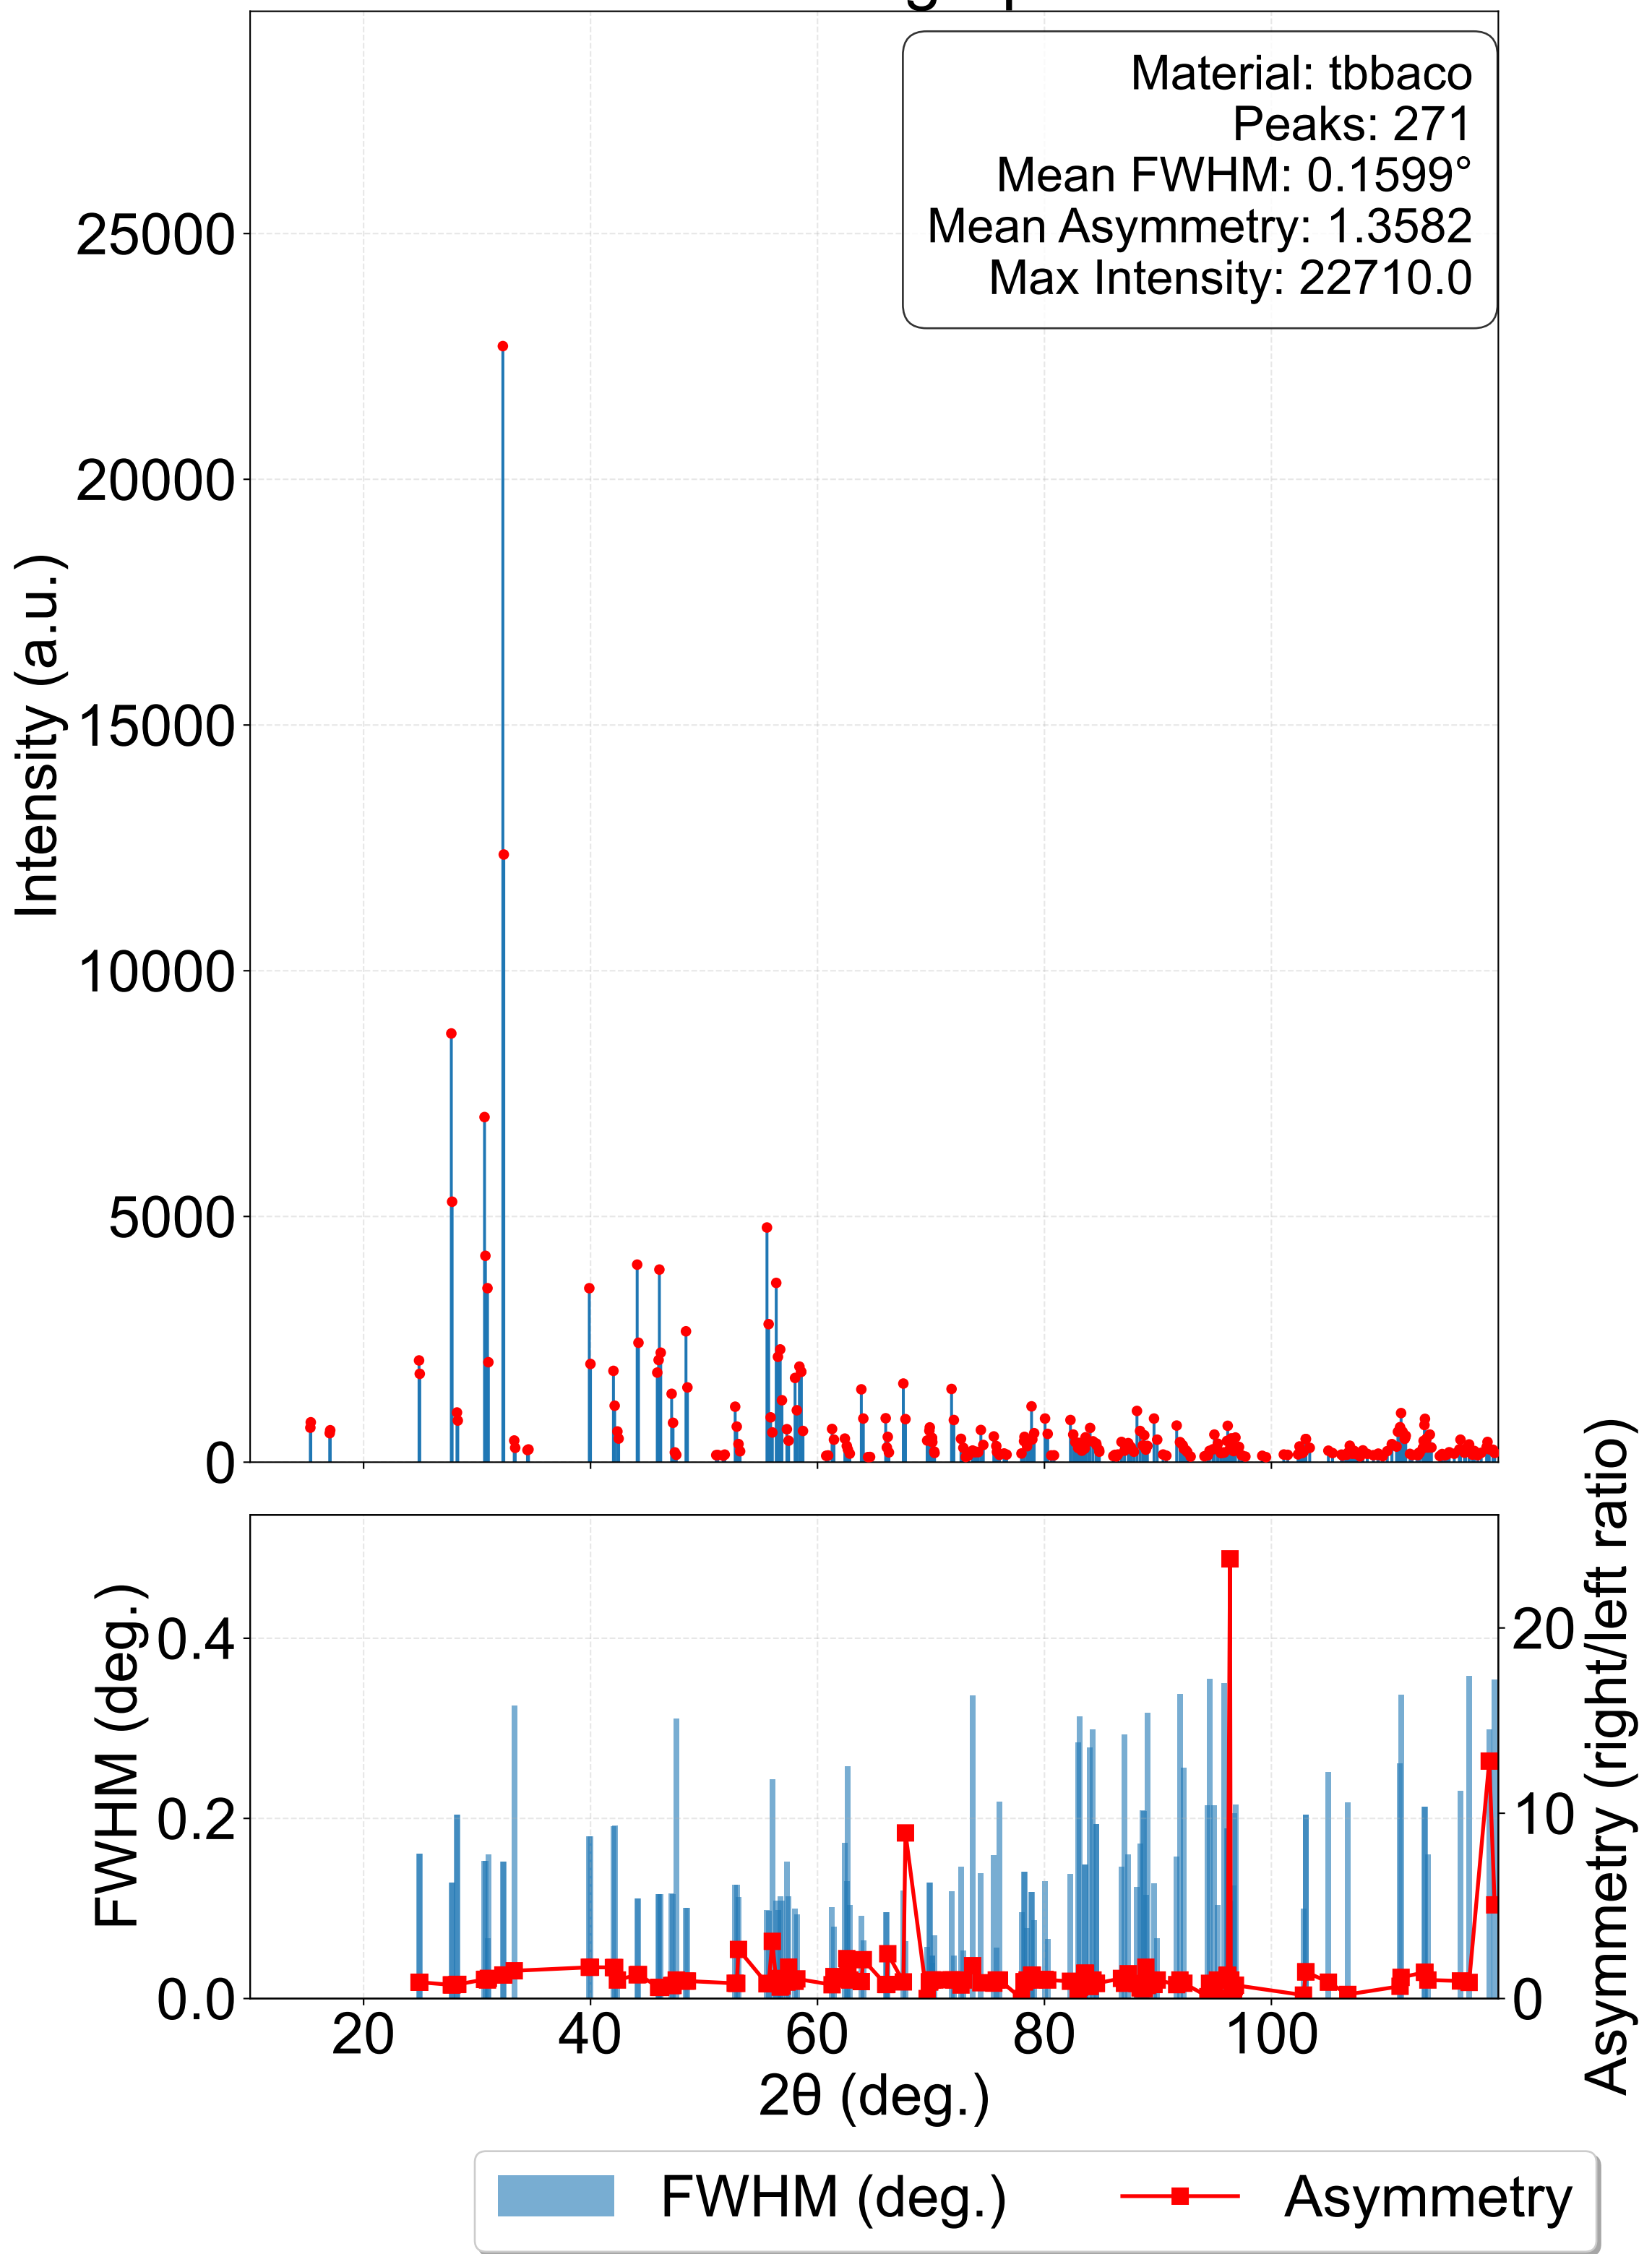 Material: tbbaco
Peaks: 271
Mean FWHM: 0.1599°
Mean Asymmetry: 1.3582
Max Intensity: 22710.0
Intensity (a.u.)
25000
20000
15000
10000
5000
0
FWHM (deg.)
0.4
0.2
0.0
20
10
0
Asymmetry (right/left ratio)
20 40 60 80 100
2θ (deg.)
FWHM (deg.) Asymmetry